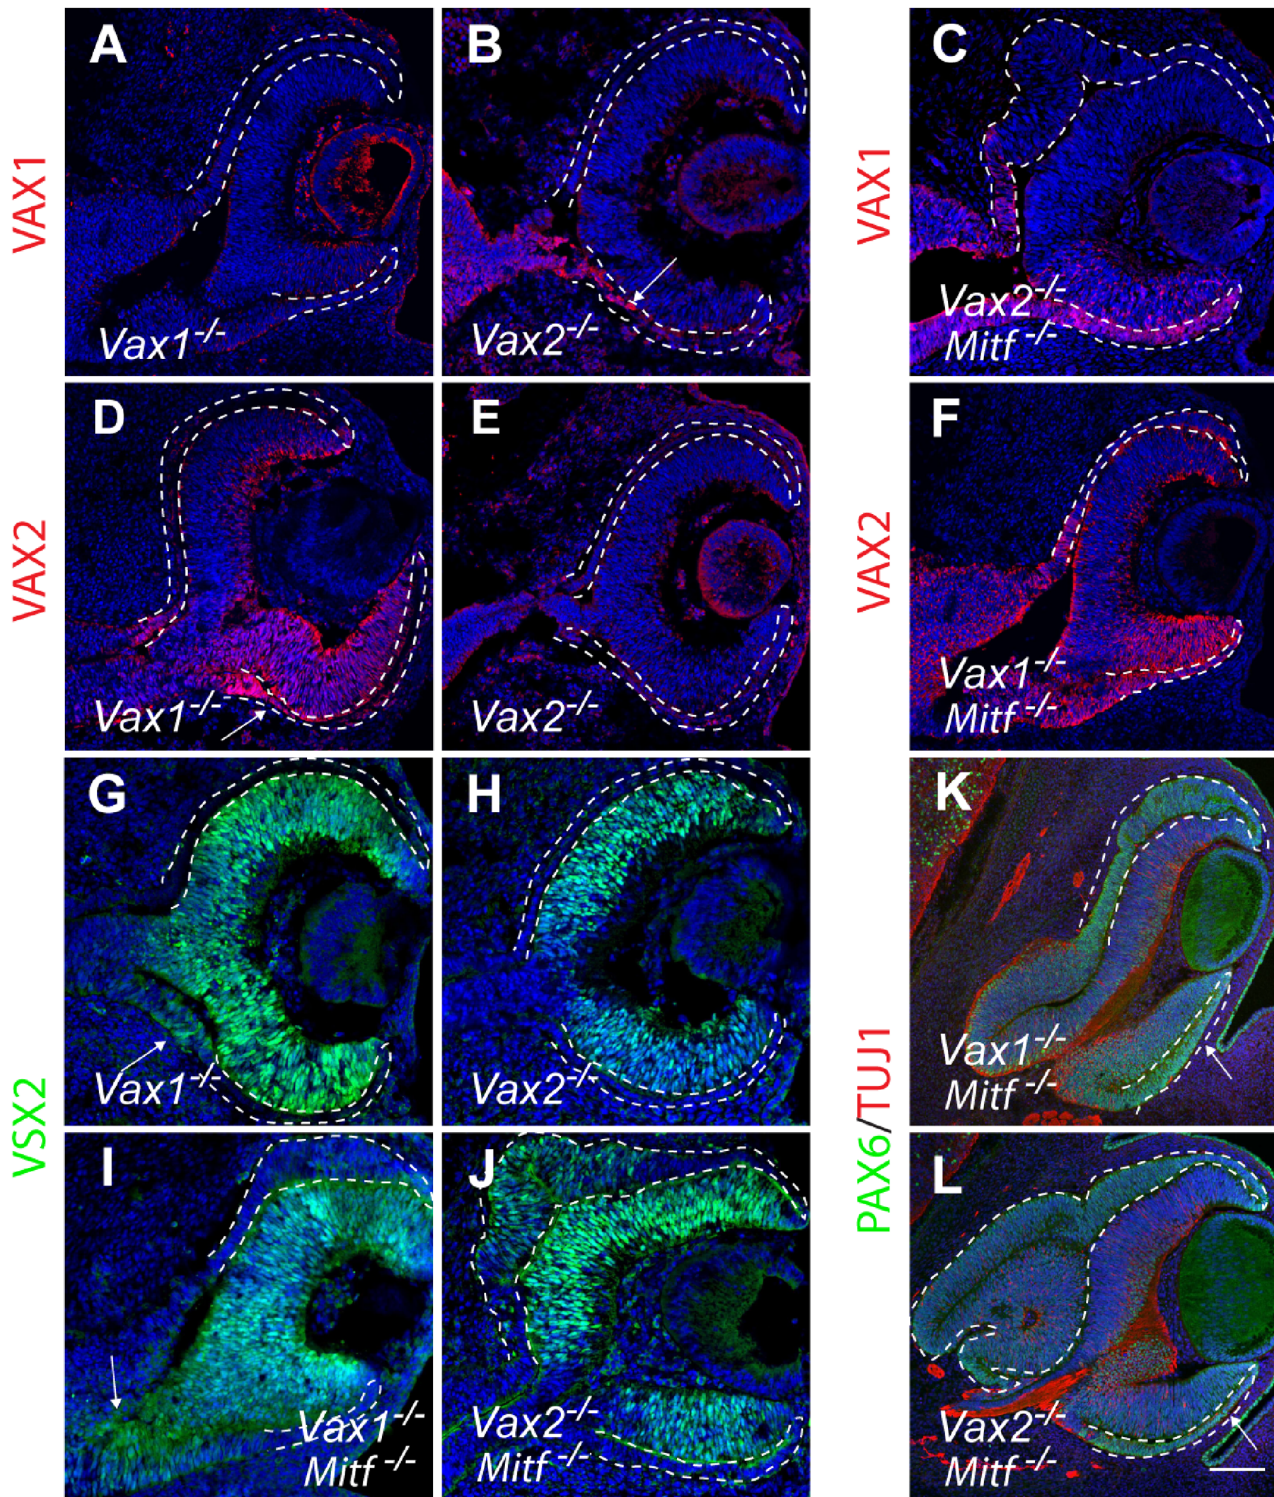 A
B
C
VAX1
VAX1
Vax1-/-
Vax2-/-
Vax2-/-
Mitf-/-
D
E
F
VAX2
VAX2
Vax1-/-
Vax2-/-
Vax1-/-
Mitf-/-
G
H
K
Vax1-/-
Vax2-/-
Vax1-/-
Mitf-/-
VSX2
PAX6/TUJ1
I
J
L
Vax1-/-
Mitf-/-
Vax2-/-
Mitf-/-
Vax2-/-
Mitf-/-